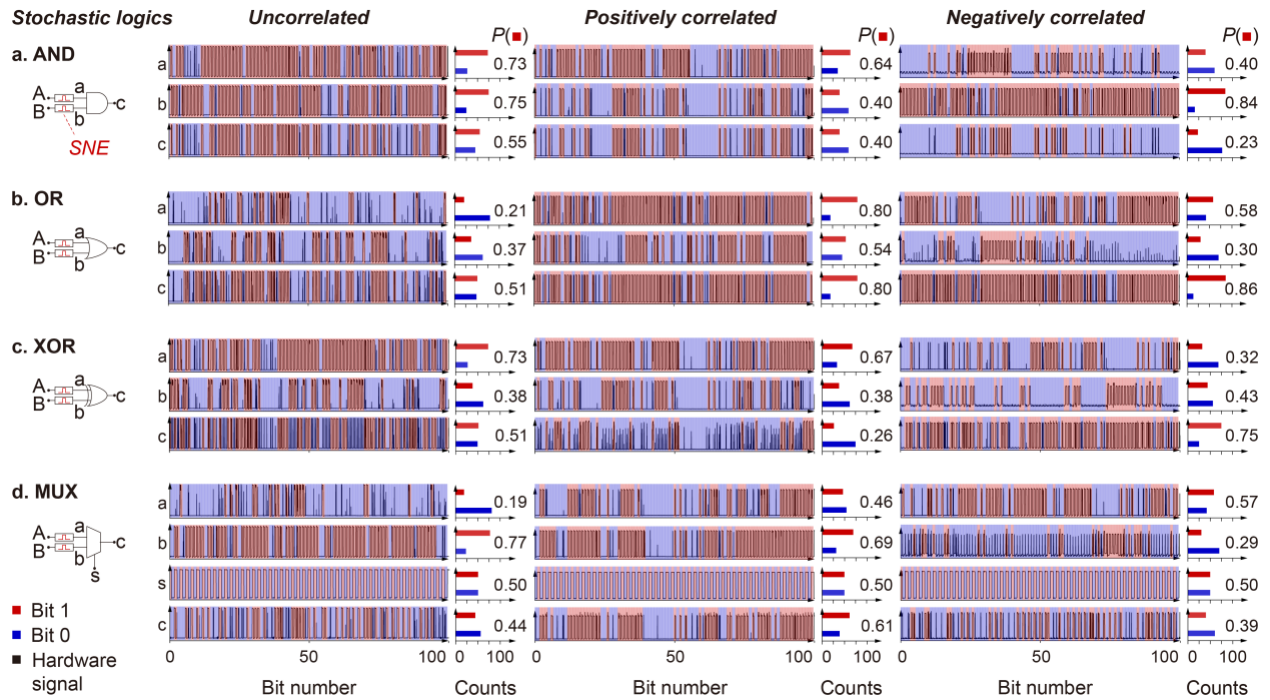 Stochastic logics Uncorrelated Positively correlated Negatively correlated
P(■) P(■) P(■)
a. AND
A B a b c
SNE
a 0.73 0.64 0.40
b 0.75 0.40 0.84
c 0.55 0.40 0.23
50
b. OR
A B a b c
a 0.21 0.80 0.58
b 0.37 0.54 0.30
c 0.51 0.80 0.86
c. XOR
A B a b c
a 0.73 0.67 0.32
b 0.38 0.38 0.43
c 0.51 0.26 0.75
d. MUX
A B a b c s
a 0.19 0.46 0.57
b 0.77 0.69 0.29
s 0.50 0.50 0.50
c 0.44 0.61 0.39
Bit 1
Bit 0
Hardware signal
0 50 100 0 100 0 50 100 0 100 0 50 100 0 100
Bit number Counts Bit number Counts Bit number Counts